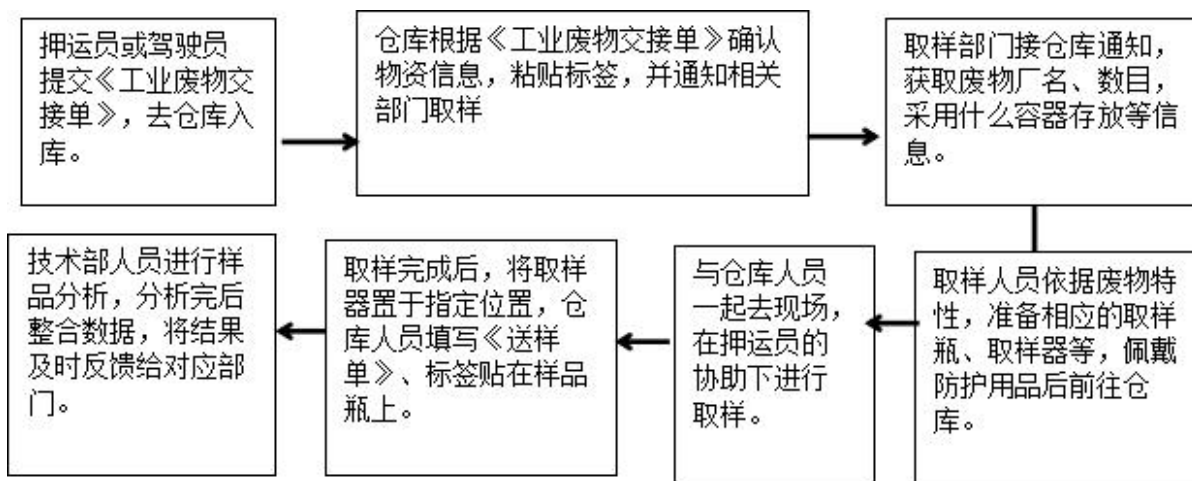 押运员或驾驶员
提交《工业废物交
接单》，去仓库入
库。
仓库根据《工业废物交接单》确认
物资信息，粘贴标签，并通知相关
部门取样
取样部门接仓库通知，
获取废物厂名、数目，
采用什么容器存放等信
息。
取样人员依据废物特
性，准备相应的取样
瓶、取样器等，佩戴
防护用品后前往仓
库。
与仓库人员
一起去现场，
在押运员的
协助下进行
取样。
取样完成后，将取样
器置于指定位置，仓
库人员填写《送样
单》、标签贴在样品
瓶上。
技术部人员进行样
品分析，分析完后
整合数据，将结果
及时反馈给对应部
门。